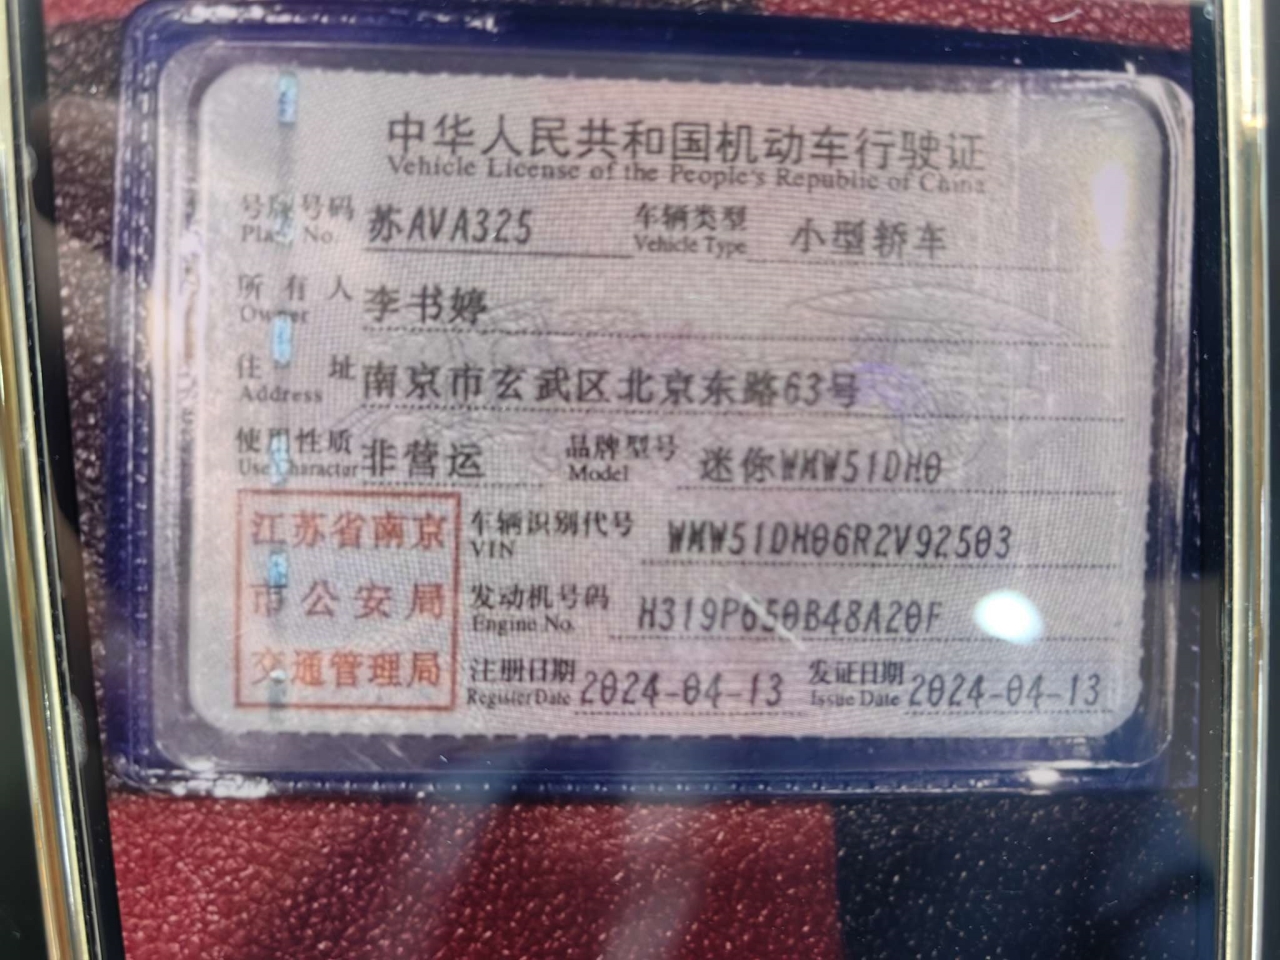 中华人民共和国机动车行驶证
Vehicle License of the People's Republic of China
号牌号码 苏AVA325 车辆类型 小型轿车
Plate No. Vehicle Type
所有人 李书婷
Owner
住址 南京市玄武区北京东路63号
Address
使用性质 非营运 品牌型号 迷你WMW51DH0
Use Character Model
江苏省南京
市公安局
交通管理局
车辆识别代号 WMW51DH06R2V92503
VIN
发动机号码 H319P650B48A20F
Engine No.
注册日期 2024-04-13 发证日期 2024-04-13
Register Date Issue Date